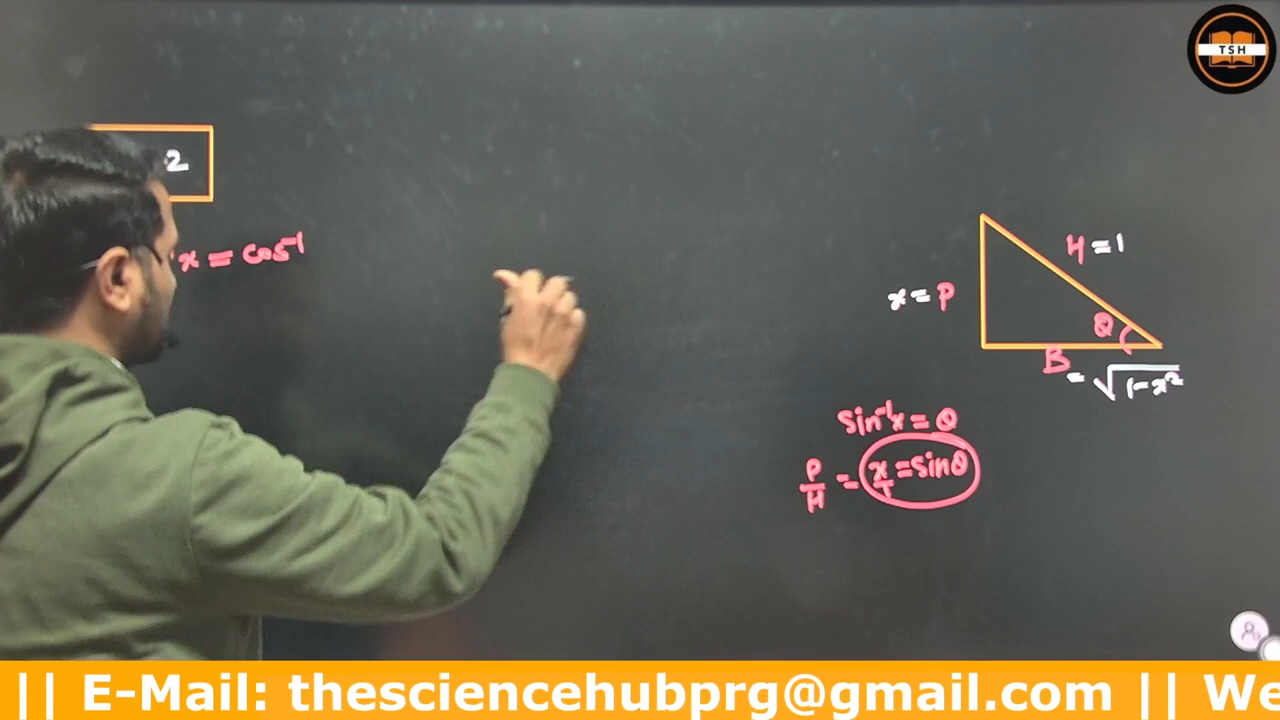 TSH
2
x = cos⁻¹
H = 1
x = P
θ
B = √1-x²
sin⁻¹x = θ
P/H = x/1 = sinθ
|| E-Mail: thesciencehubprg@gmail.com || We